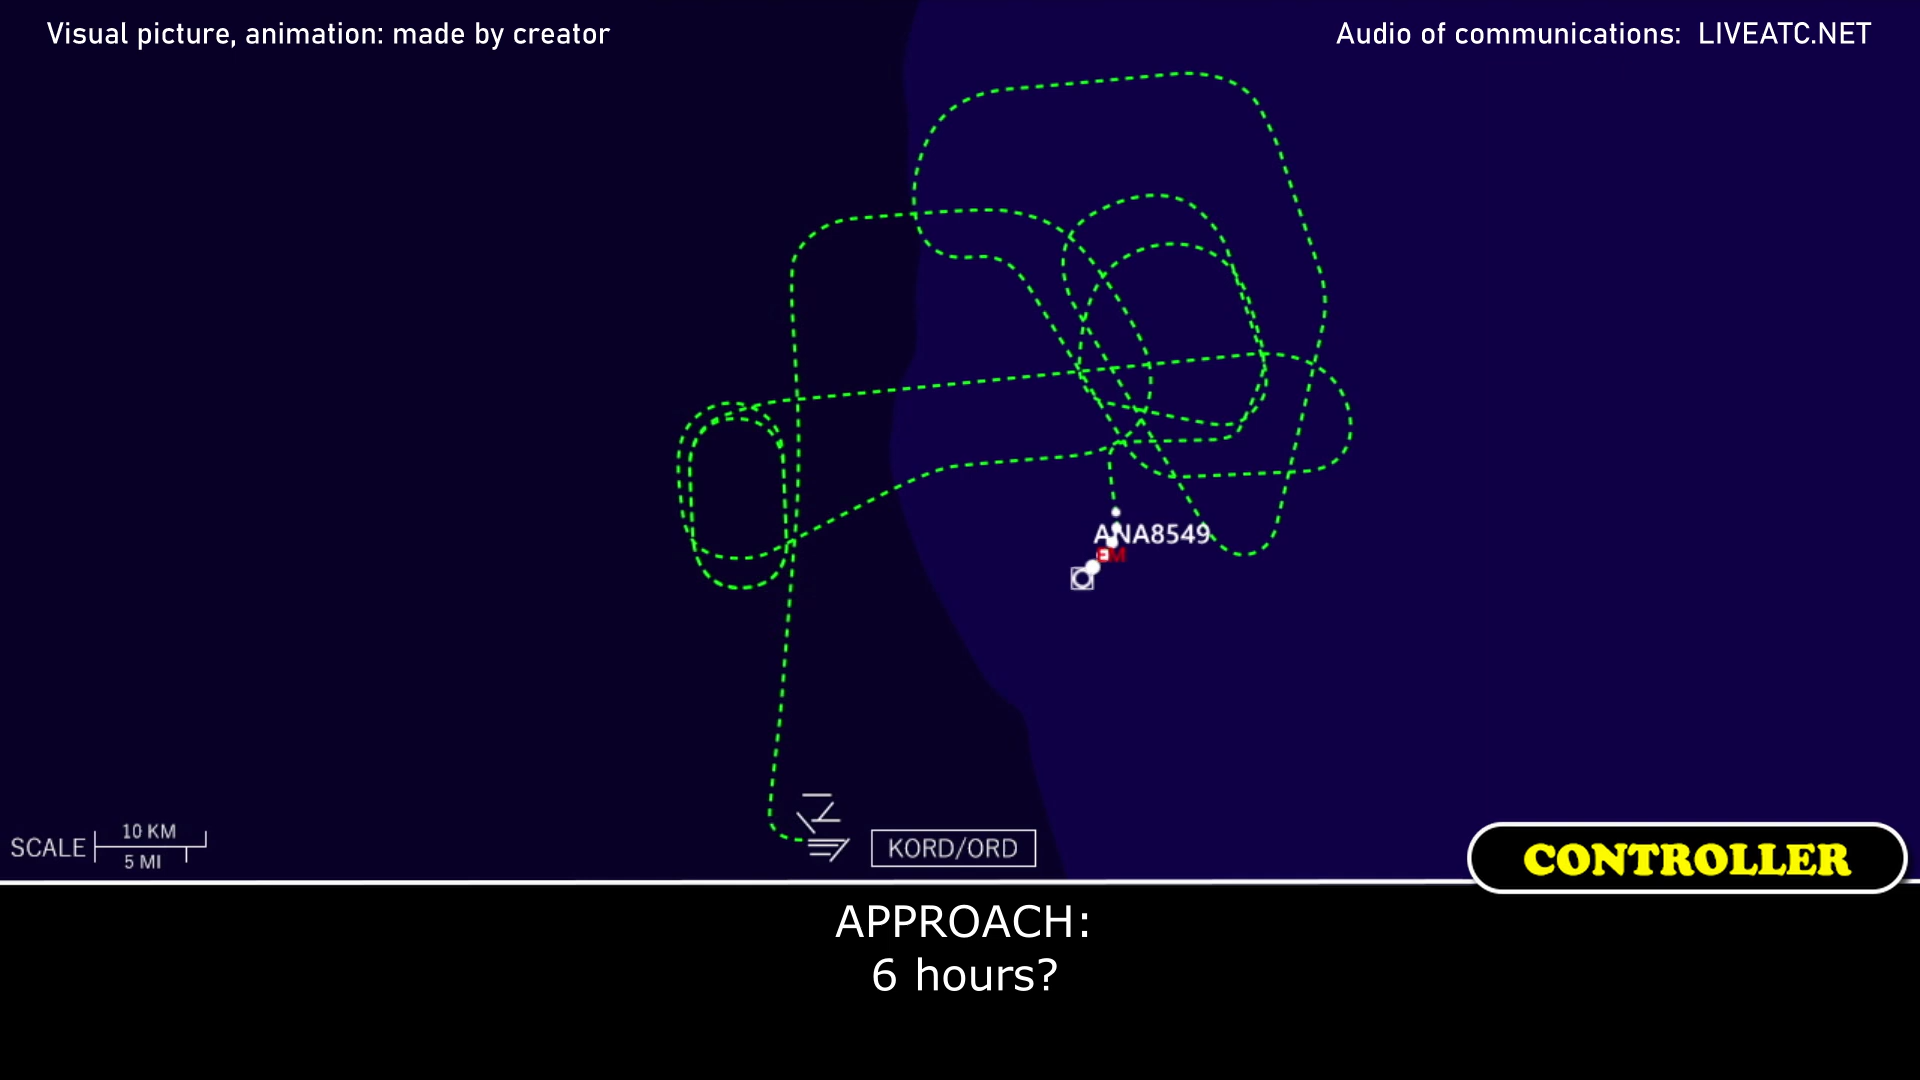 Visual picture, animation: made by creator
Audio of communications: LIVEATC.NET
ANA8549
EM
SCALE
10 KM
5 MI
KORD/ORD
CONTROLLER
APPROACH:
6 hours?